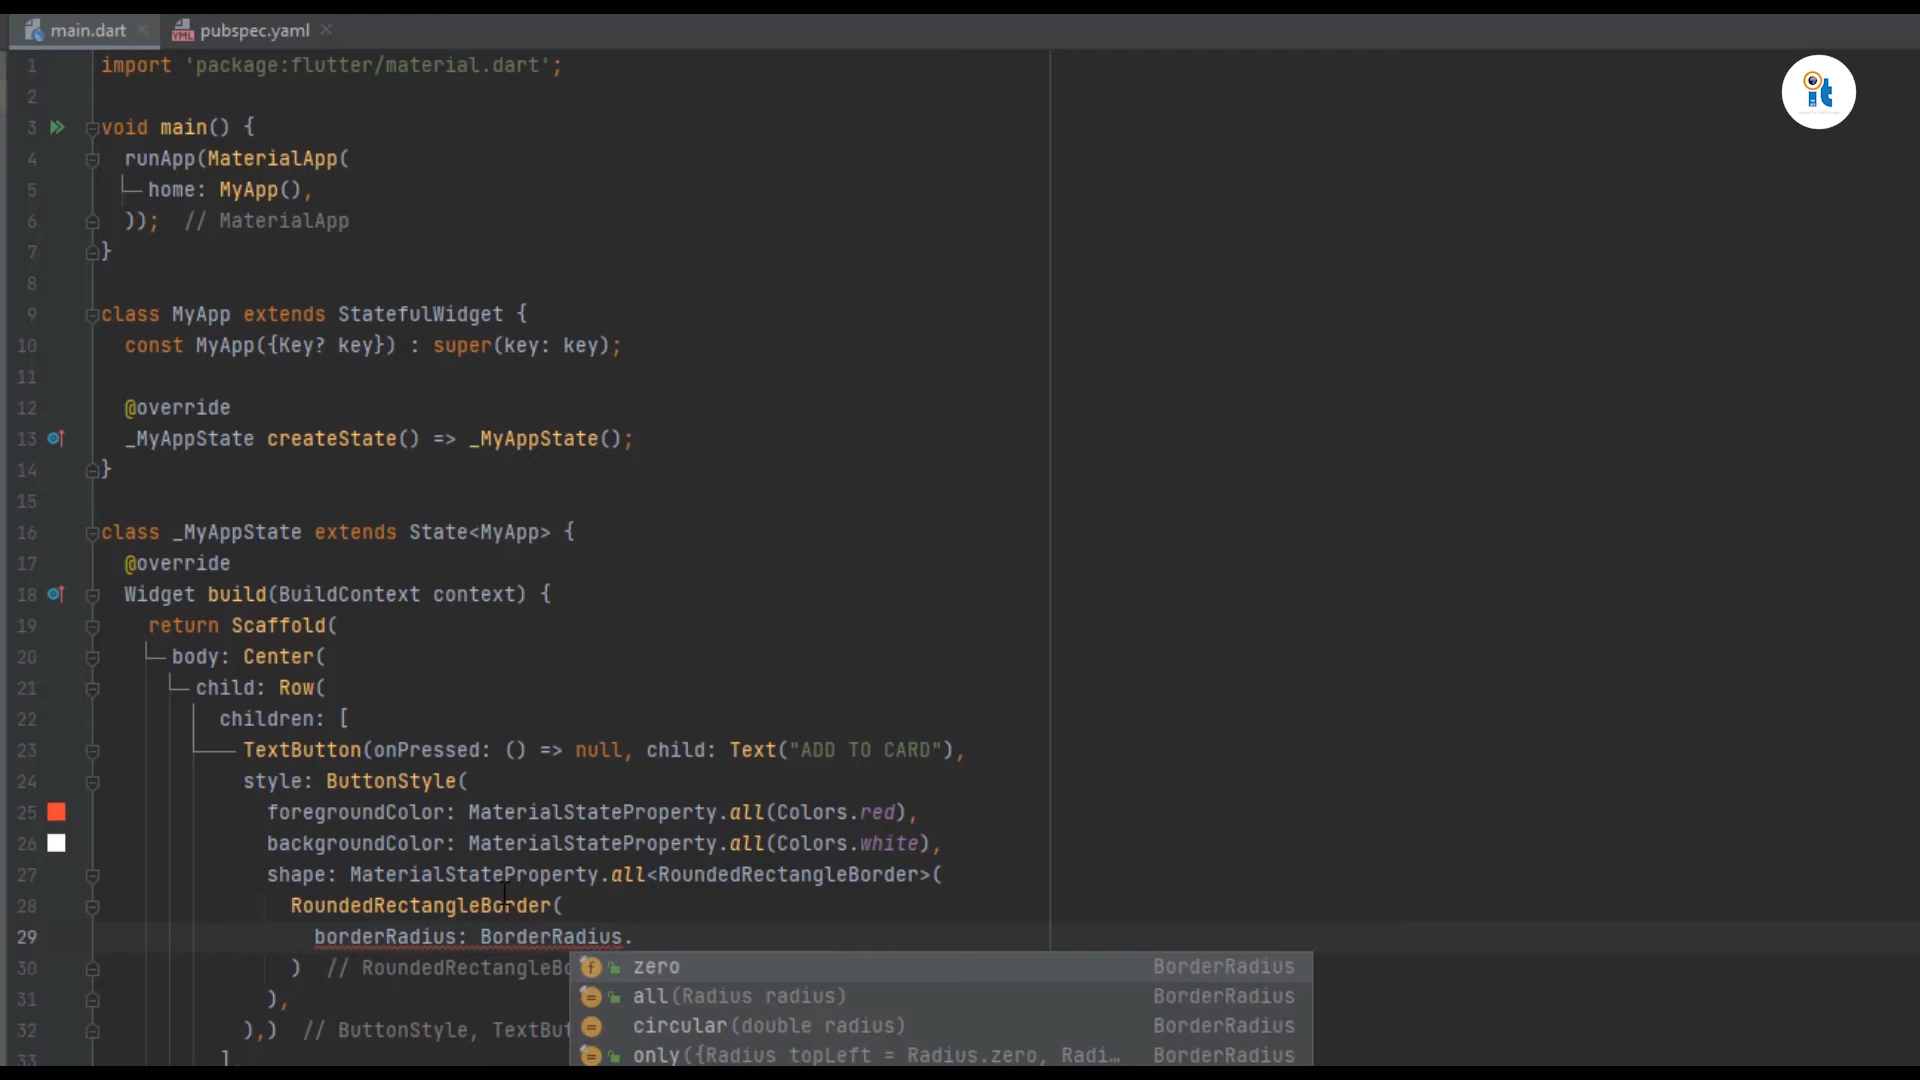 main.dart
pubspec.yaml
1 import 'package:flutter/material.dart';
2
3 void main() {
4 runApp(MaterialApp(
5 home: MyApp(),
6 )); // MaterialApp
7 }
8
9 class MyApp extends StatefulWidget {
10 const MyApp({Key? key}) : super(key: key);
11
12 @override
13 _MyAppState createState() => _MyAppState();
14 }
15
16 class _MyAppState extends State<MyApp> {
17 @override
18 Widget build(BuildContext context) {
19 return Scaffold(
20 body: Center(
21 child: Row(
22 children: [
23 TextButton(onPressed: () => null, child: Text("ADD TO CARD"),
24 style: ButtonStyle(
25 foregroundColor: MaterialStateProperty.all(Colors.red),
26 backgroundColor: MaterialStateProperty.all(Colors.white),
27 shape: MaterialStateProperty.all<RoundedRectangleBorder>(
28 RoundedRectangleBorder(
29 borderRadius: BorderRadius.
30 ) // RoundedRectangleBo
31 ),
32 ),) // ButtonStyle, TextBut
33 ]
zero BorderRadius
all(Radius radius) BorderRadius
circular(double radius) BorderRadius
only({Radius topLeft = Radius.zero, Radi… BorderRadius
it